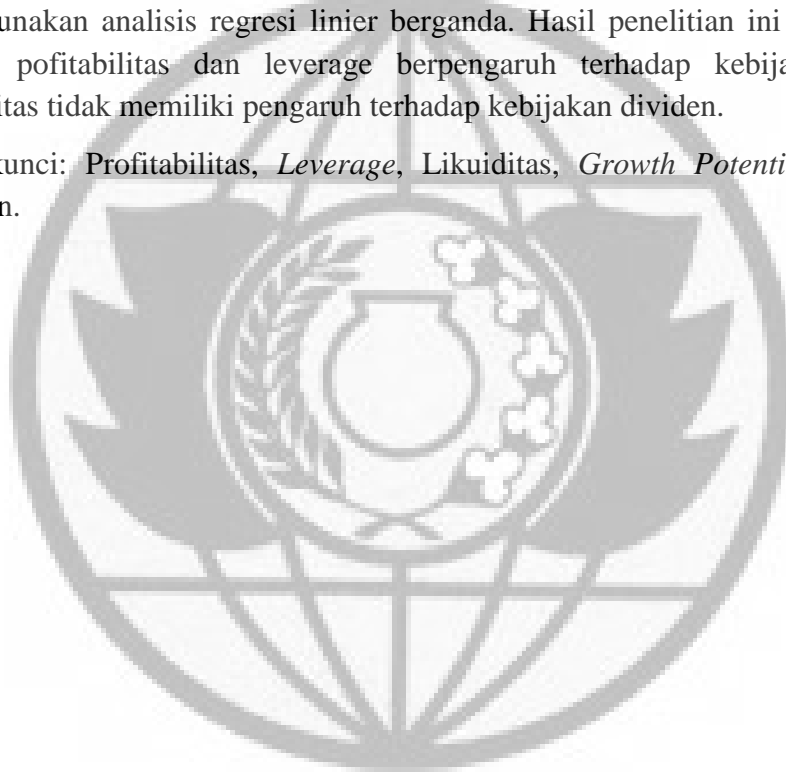 unakan analisis regresi linier berganda. Hasil penelitian ini
pofitabilitas dan leverage berpengaruh terhadap kebija
itas tidak memiliki pengaruh terhadap kebijakan dividen.
unci: Profitabilitas, Leverage, Likuiditas, Growth Potenti
n.